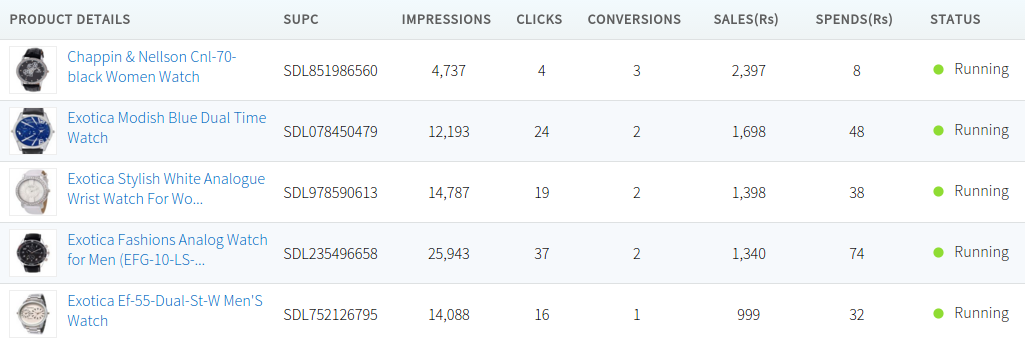 PRODUCT DETAILS SUPC IMPRESSIONS CLICKS CONVERSIONS SALES(Rs) SPENDS(Rs) STATUS
Chappin & Nellson Cnl-70-
black Women Watch
SDL851986560 4,737 4 3 2,397 8 Running
Exotica Modish Blue Dual Time
Watch
SDL078450479 12,193 24 2 1,698 48 Running
Exotica Stylish White Analogue
Wrist Watch For Wo...
SDL978590613 14,787 19 2 1,398 38 Running
Exotica Fashions Analog Watch
for Men (EFG-10-LS-...
SDL235496658 25,943 37 2 1,340 74 Running
Exotica Ef-55-Dual-St-W Men'S
Watch
SDL752126795 14,088 16 1 999 32 Running